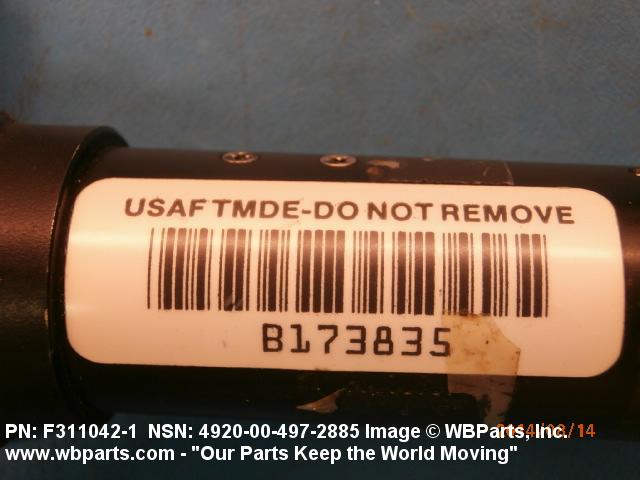 USAF TMDE-DO NOT REMOVE
B173835
PN: F311042-1 NSN: 4920-00-497-2885 Image © WBParts, Inc.
www.wbparts.com - "Our Parts Keep the World Moving"